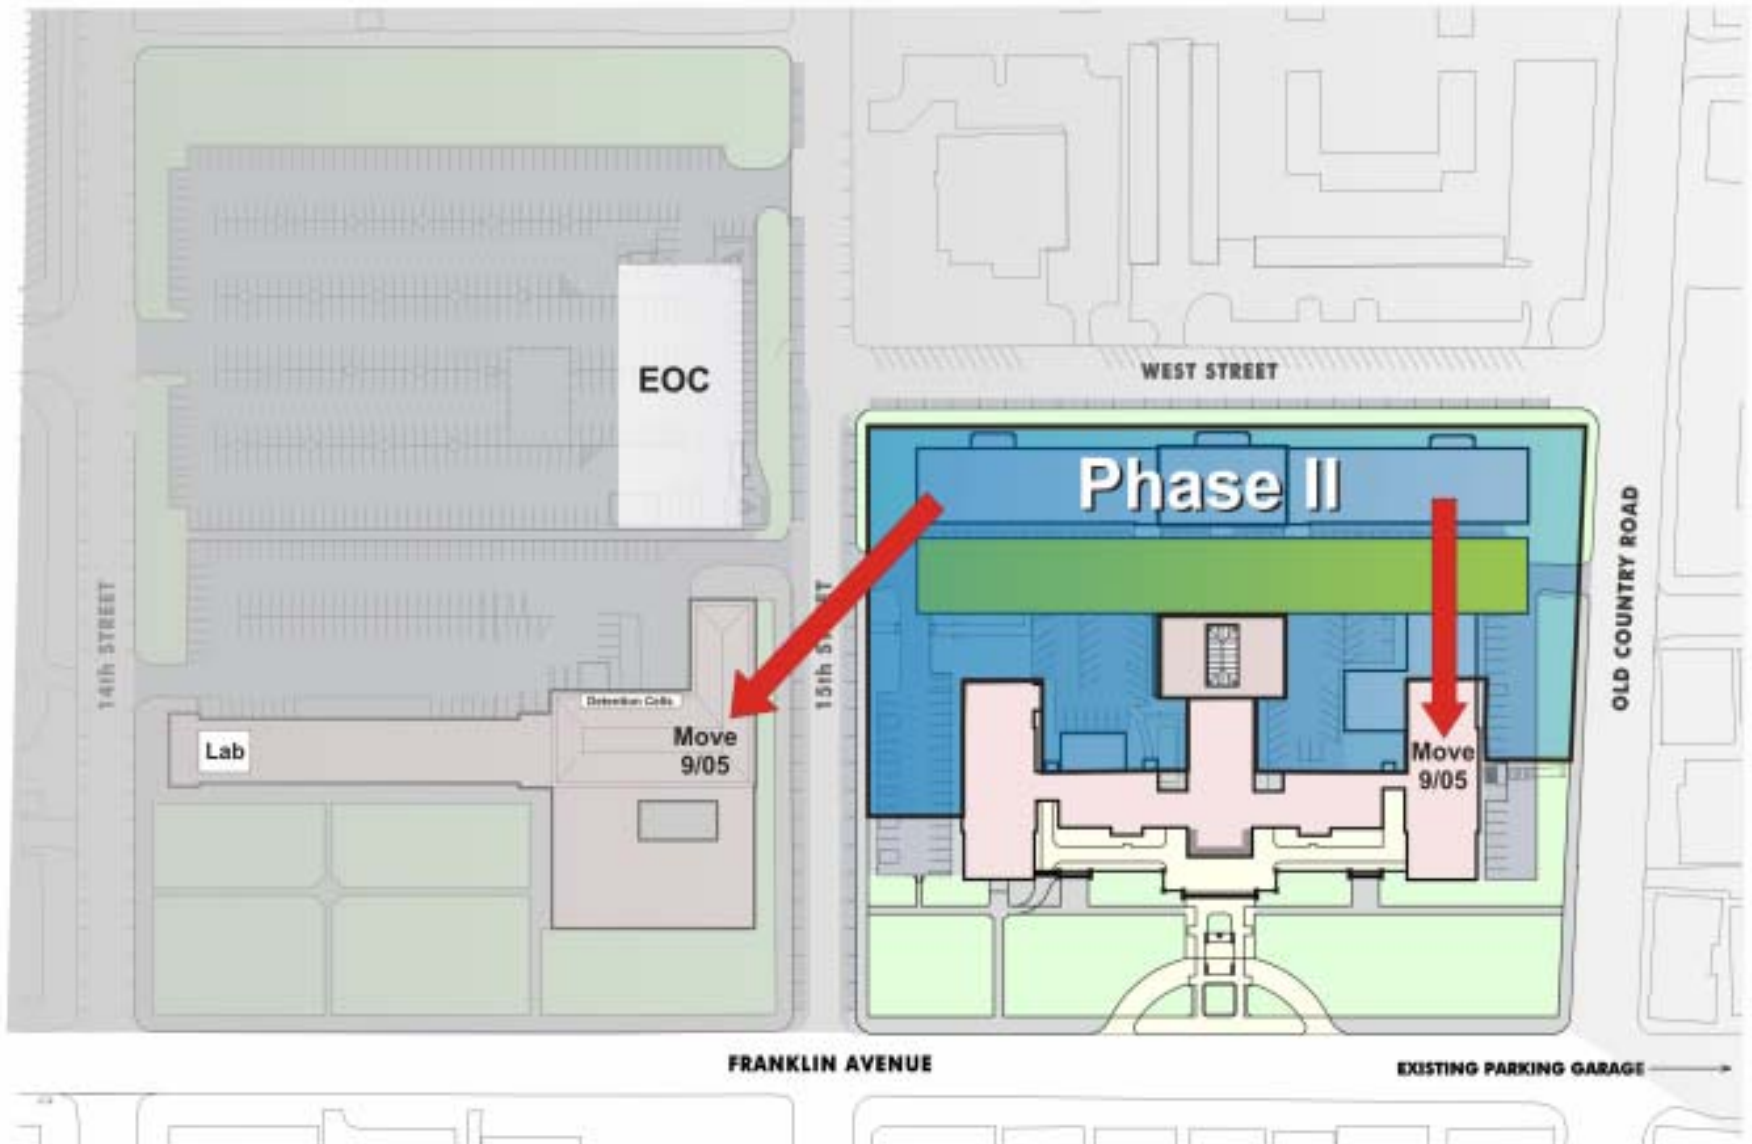 EOC
WEST STREET
Phase II
OLD COUNTRY ROAD
14th STREET
15th
Detention Cells
Lab
Move
9/05
Move
9/05
FRANKLIN AVENUE
EXISTING PARKING GARAGE